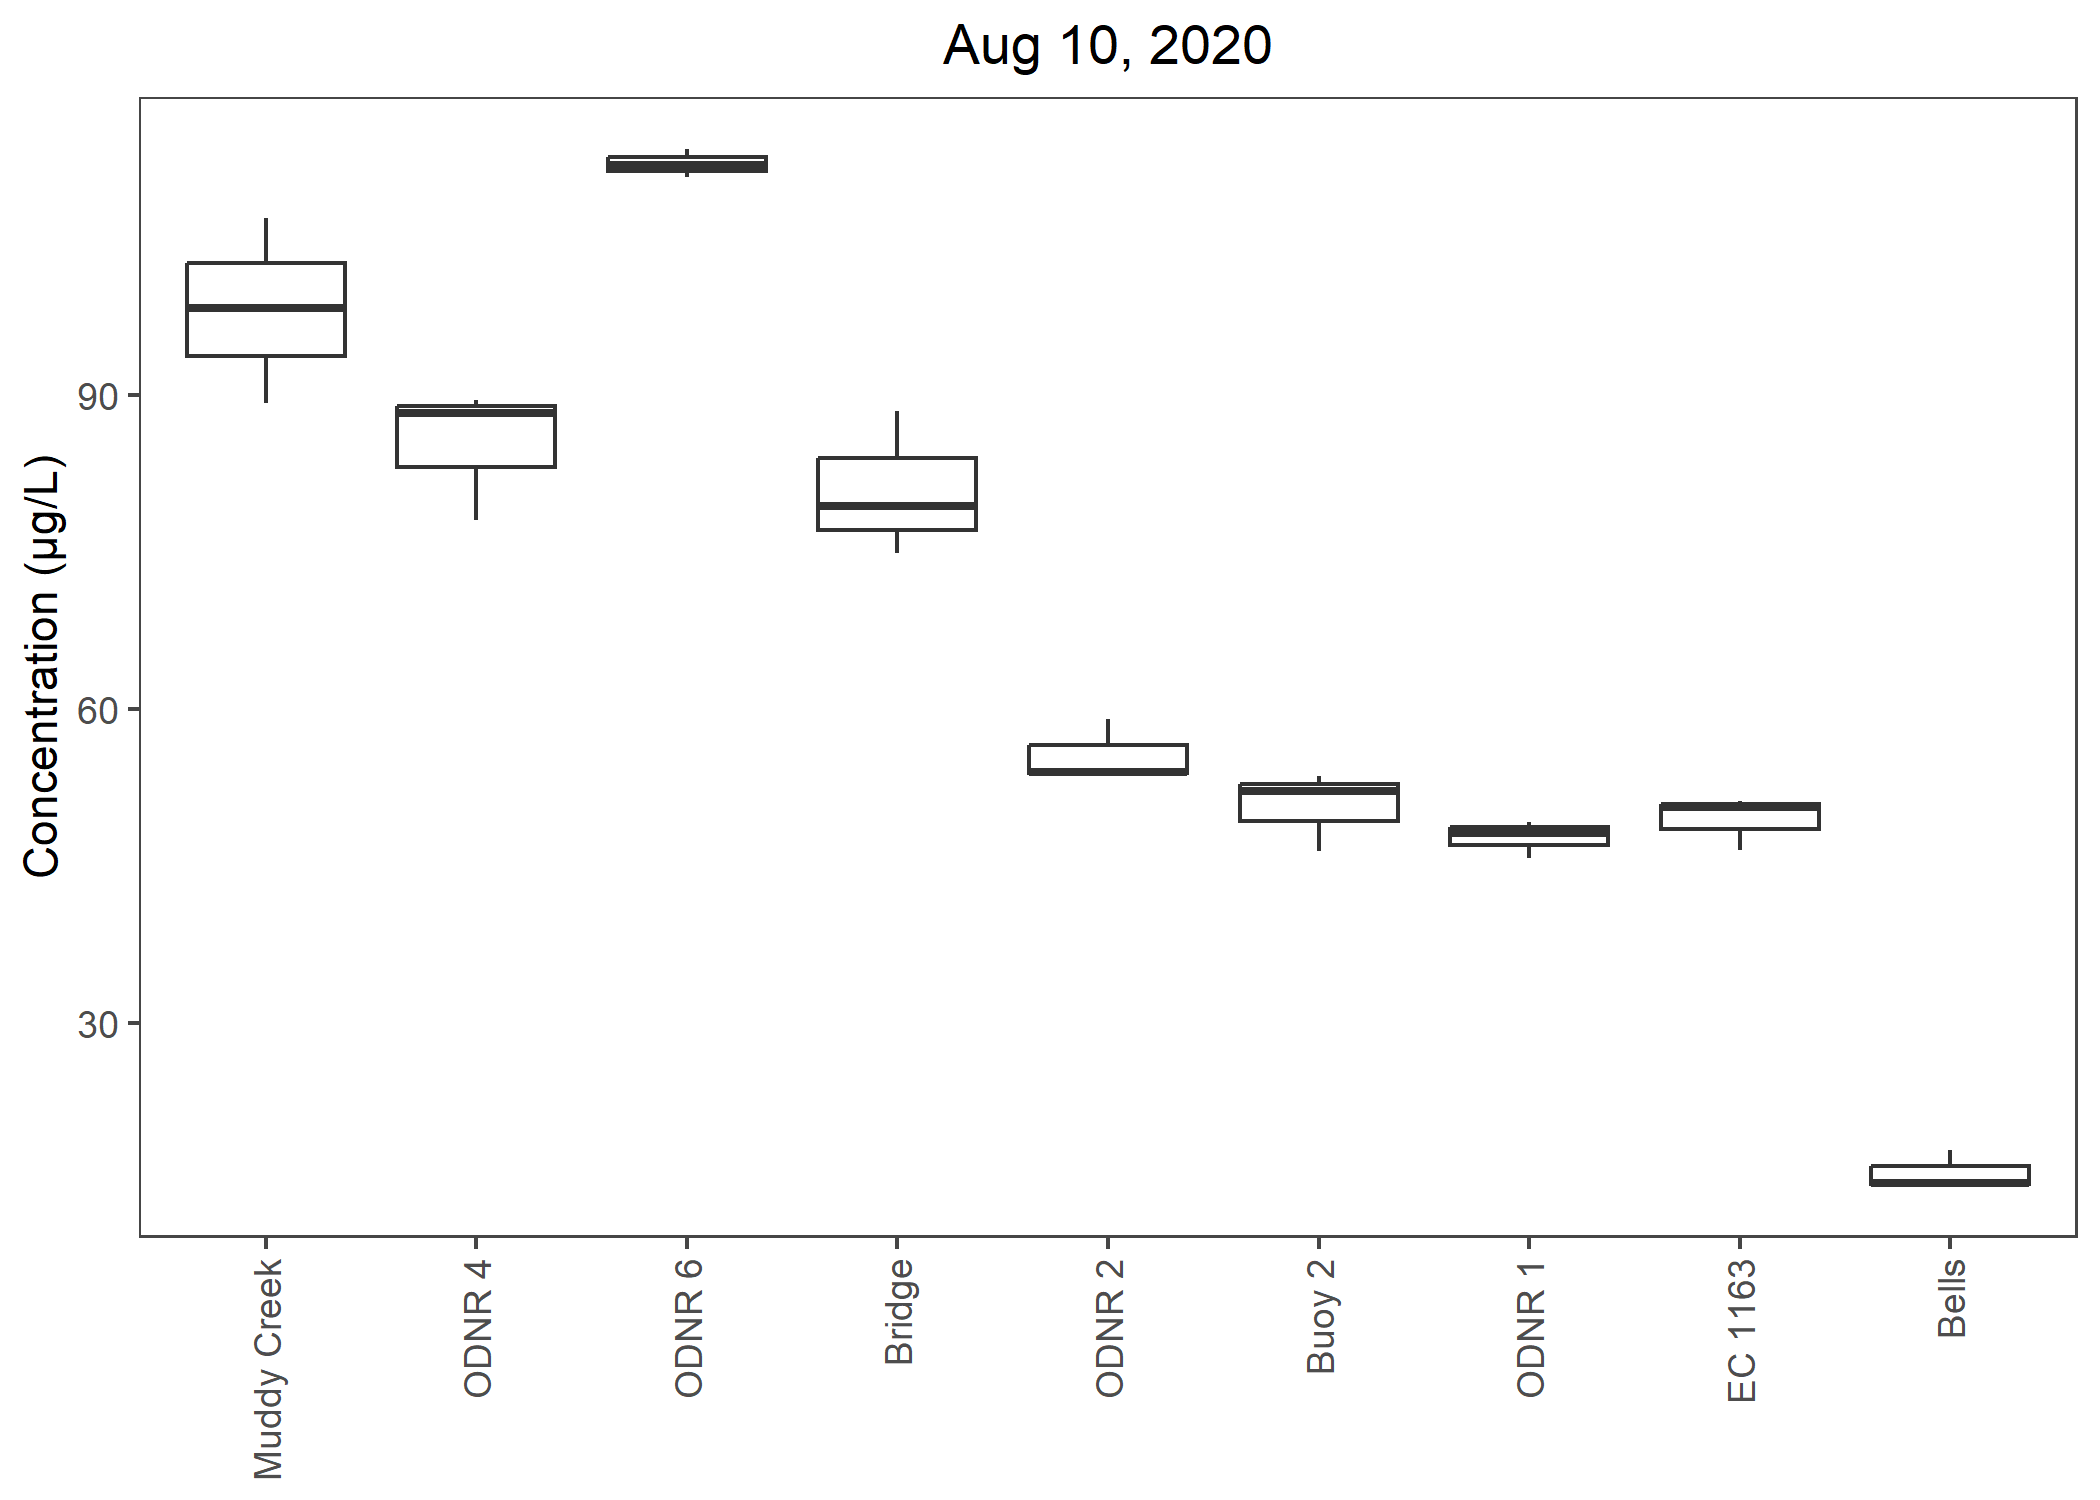 Aug 10, 2020
Concentration (µg/L)
90
60
30
Muddy Creek
ODNR 4
ODNR 6
Bridge
ODNR 2
Buoy 2
ODNR 1
EC 1163
Bells